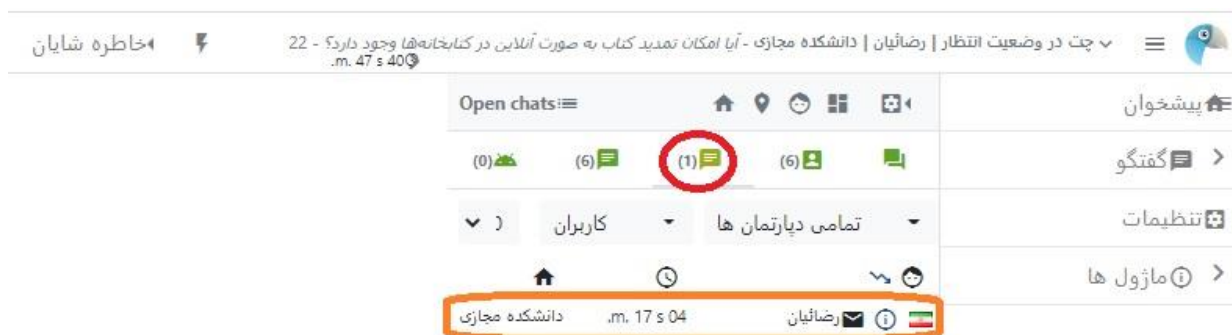 چت در وضعیت انتظار | رضائیان | دانشکده مجازی - آیا امکان تمدید کتاب به صورت آنلاین در کتابخانه‌ها وجود دارد؟ - 22
m. 47 s 40.
خاطره شایان
پیشخوان
Open chats
گفتگو
(6)
(1)
(6)
(0)
تنظیمات
تمامی دپارتمان ها
کاربران
ماژول ها
رضائیان
m. 17 s 04.
دانشکده مجازی